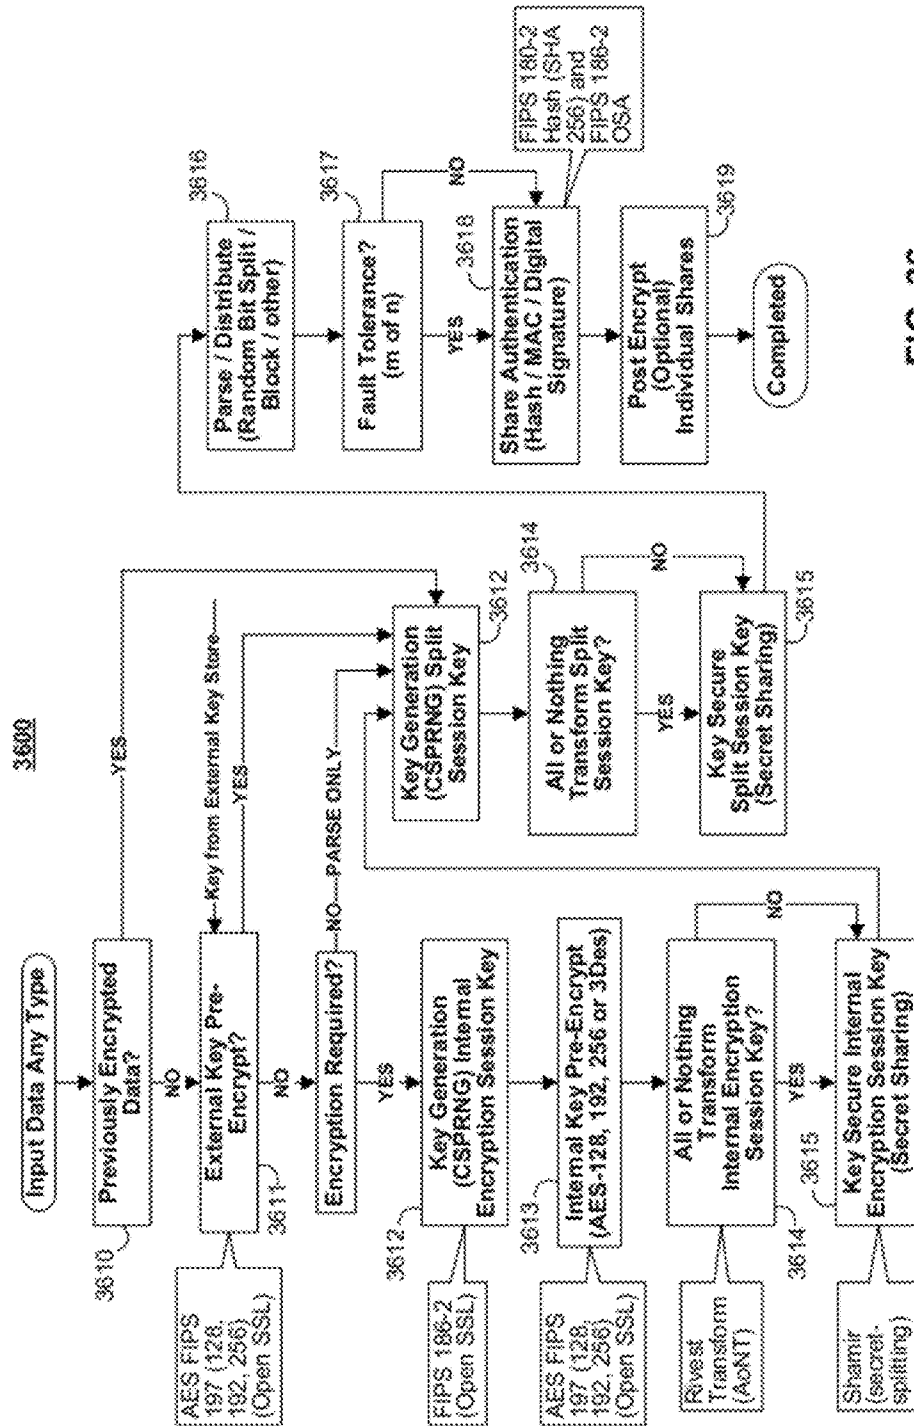 3600
Input Data Any Type
Previously Encrypted
Data?
3610
YES
NO
External Key Pre-
Encrypt?
3611
Key from External Key Store
YES
AES FIPS
197 (128,
192, 256)
(Open SSL)
NO
Encryption Required?
NO
PARSE ONLY
YES
Key Generation
(CSPRNG) Internal
Encryption Session Key
3612
FIPS 186-2
(Open SSL)
Internal Key Pre-Encrypt
(AES-128, 192, 256 or 3Des)
3613
AES FIPS
197 (128,
192, 256)
(Open SSL)
All or Nothing
Transform
Internal Encryption
Session Key?
3614
Rivest
Transform
(AoNT)
NO
YES
Key Secure Internal
Encryption Session Key
(Secret Sharing)
3615
Shamir
(secret-
splitting)
Key Generation
(CSPRNG) Split
Session Key
3612
All or Nothing
Transform Split
Session Key?
3614
NO
YES
Key Secure
Split Session Key
(Secret Sharing)
3615
Parse / Distribute
(Random Bit Split /
Block / other)
3616
Fault Tolerance?
(m of n)
3617
NO
YES
Share Authentication
(Hash / MAC / Digital
Signature)
3618
FIPS 180-2
Hash (SHA
256) and
FIPS 186-2
OSA
Post Encrypt
(Optional)
Individual Shares
3619
Completed